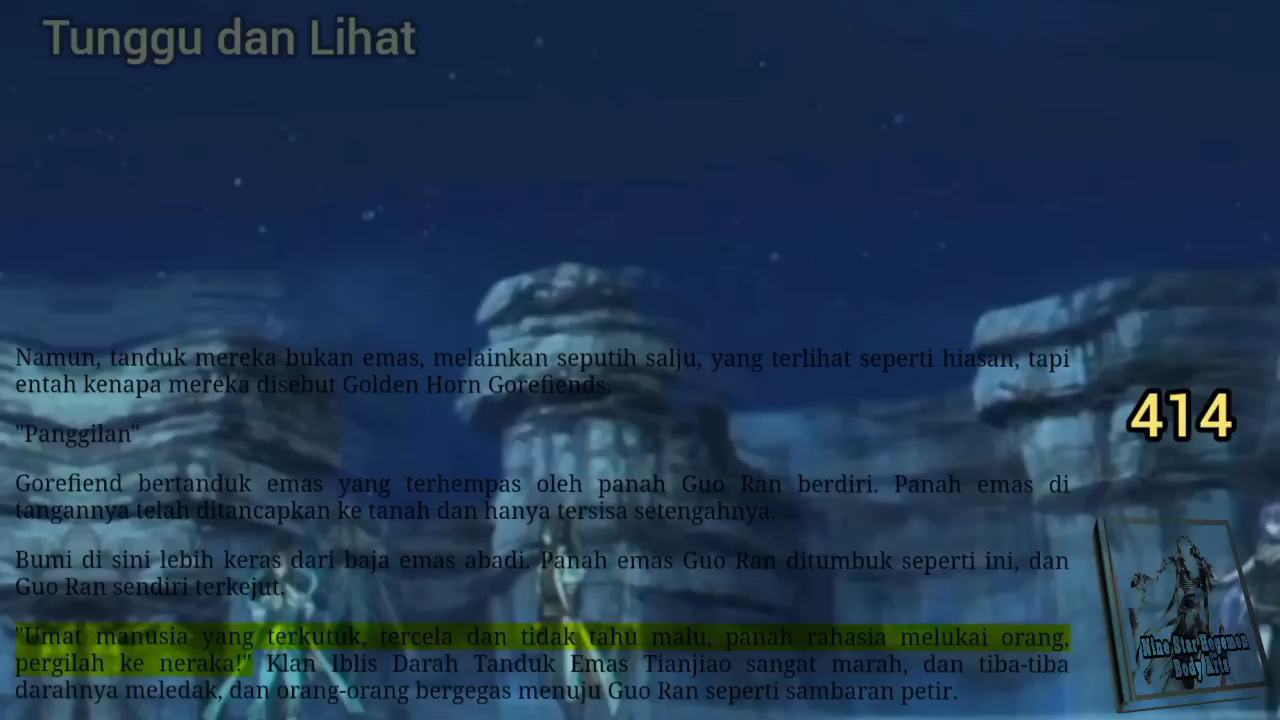 Tunggu dan Lihat
Namun, tanduk mereka bukan emas, melainkan seputih salju, yang terlihat seperti hiasan, tapi
entah kenapa mereka disebut Golden Horn Gorefiends.
"Panggilan"
Gorefiend bertanduk emas yang terhempas oleh panah Guo Ran berdiri. Panah emas di
tangannya telah ditancapkan ke tanah dan hanya tersisa setengahnya.
Bumi di sini lebih keras dari baja emas abadi. Panah emas Guo Ran ditumbuk seperti ini, dan
Guo Ran sendiri terkejut.
"Umat manusia yang terkutuk, tercela dan tidak tahu malu, panah rahasia melukai orang,
pergilah ke neraka!" Klan Iblis Darah Tanduk Emas Tianjiao sangat marah, dan tiba-tiba
darahnya meledak, dan orang-orang bergegas menuju Guo Ran seperti sambaran petir.
414
Nine Star Hegemon
Body Arts